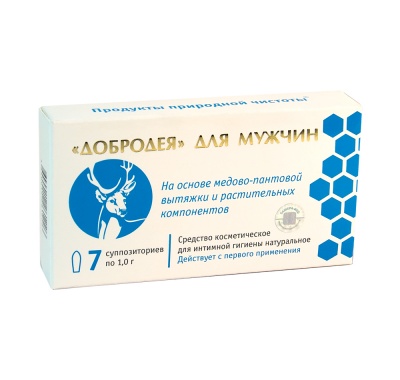 Продукты природной чистоты
«ДОБРОДЕЯ» ДЛЯ МУЖЧИН
На основе медово-пантовой
вытяжки и растительных
компонентов
7 суппозиториев
по 1,0 г
Средство косметическое
для интимной гигиены натуральное
Действует с первого применения